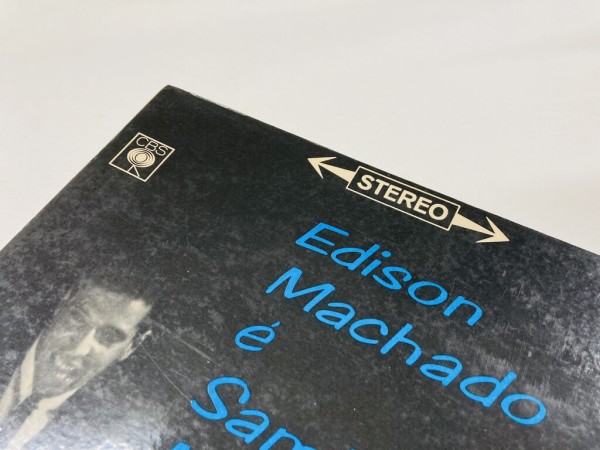 CBS
STEREO
Edison
Machado
é